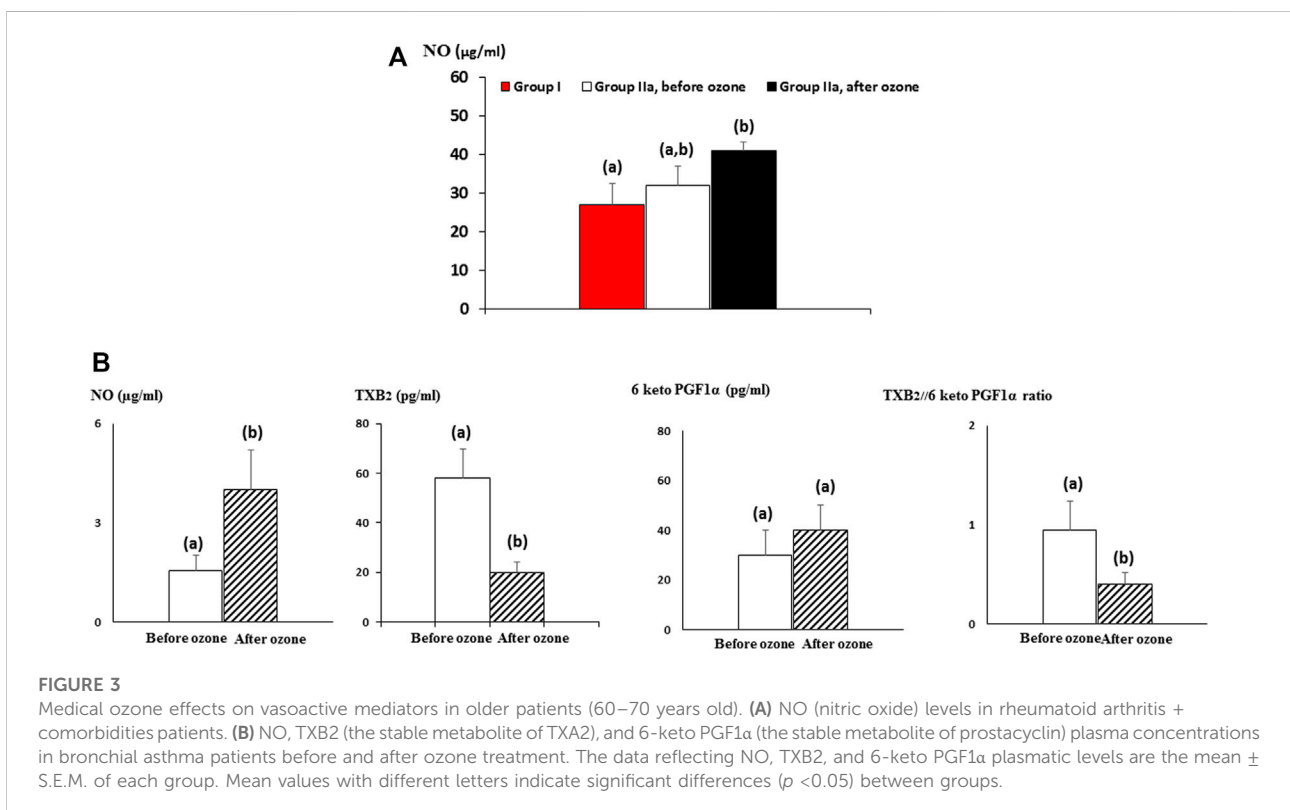 A
NO (µg/ml)
60
50
40
30
20
10
0
Group I Group IIa, before ozone Group IIa, after ozone
(a)
(a,b)
(b)
B
NO (µg/ml)
6
3
0
(a)
(b)
Before ozone After ozone
TXB2 (pg/ml)
80
60
40
20
0
(a)
(b)
Before ozone After ozone
6 keto PGF1α (pg/ml)
80
60
40
20
0
(a)
(a)
Before ozone After ozone
TXB2//6 keto PGF1α ratio
2
1
0
(a)
(b)
Before ozone After ozone
FIGURE 3
Medical ozone effects on vasoactive mediators in older patients (60–70 years old). (A) NO (nitric oxide) levels in rheumatoid arthritis +
comorbidities patients. (B) NO, TXB2 (the stable metabolite of TXA2), and 6-keto PGF1α (the stable metabolite of prostacyclin) plasma concentrations
in bronchial asthma patients before and after ozone treatment. The data reflecting NO, TXB2, and 6-keto PGF1α plasmatic levels are the mean ±
S.E.M. of each group. Mean values with different letters indicate significant differences (p <0.05) between groups.